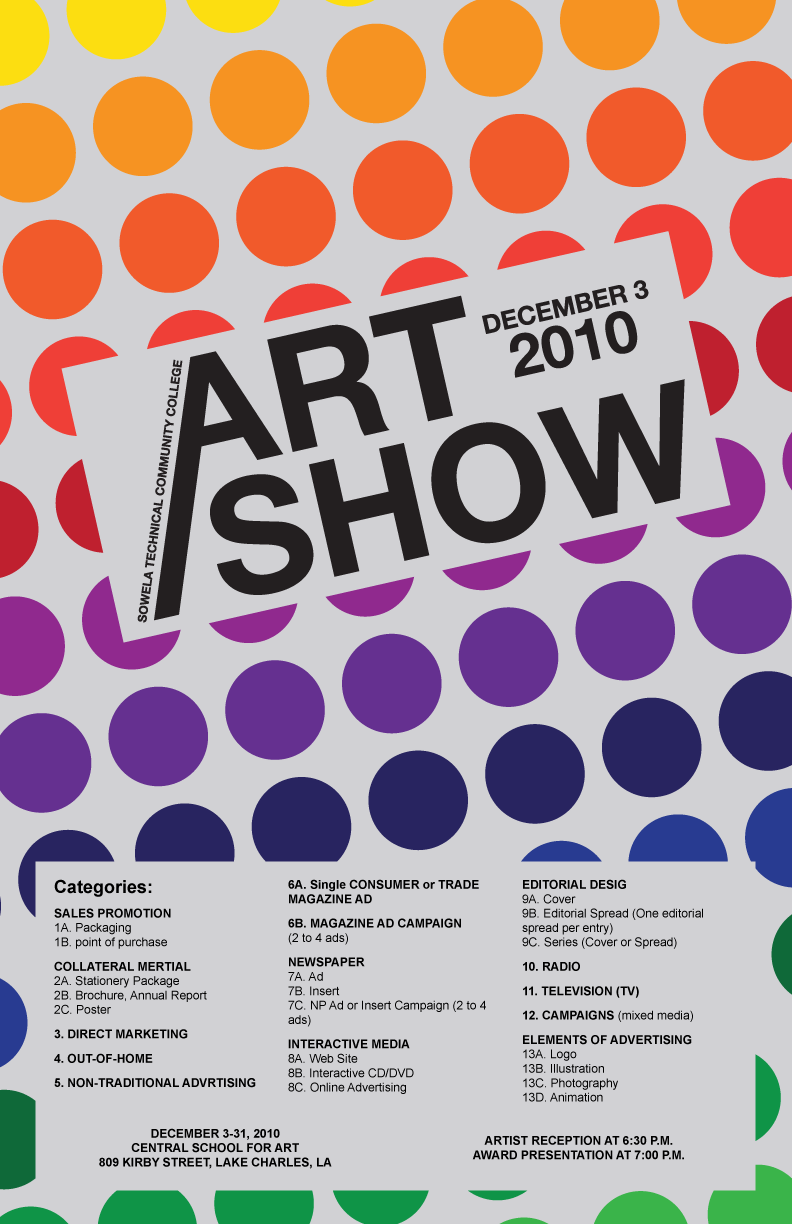 SOWELA TECHNICAL COMMUNITY COLLEGE
ART
SHOW
DECEMBER 3
2010
Categories:
SALES PROMOTION
1A. Packaging
1B. point of purchase
COLLATERAL MERTIAL
2A. Stationery Package
2B. Brochure, Annual Report
2C. Poster
3. DIRECT MARKETING
4. OUT-OF-HOME
5. NON-TRADITIONAL ADVRTISING
6A. Single CONSUMER or TRADE
MAGAZINE AD
6B. MAGAZINE AD CAMPAIGN
(2 to 4 ads)
NEWSPAPER
7A. Ad
7B. Insert
7C. NP Ad or Insert Campaign (2 to 4
ads)
INTERACTIVE MEDIA
8A. Web Site
8B. Interactive CD/DVD
8C. Online Advertising
EDITORIAL DESIG
9A. Cover
9B. Editorial Spread (One editorial
spread per entry)
9C. Series (Cover or Spread)
10. RADIO
11. TELEVISION (TV)
12. CAMPAIGNS (mixed media)
ELEMENTS OF ADVERTISING
13A. Logo
13B. Illustration
13C. Photography
13D. Animation
DECEMBER 3-31, 2010
CENTRAL SCHOOL FOR ART
809 KIRBY STREET, LAKE CHARLES, LA
ARTIST RECEPTION AT 6:30 P.M.
AWARD PRESENTATION AT 7:00 P.M.